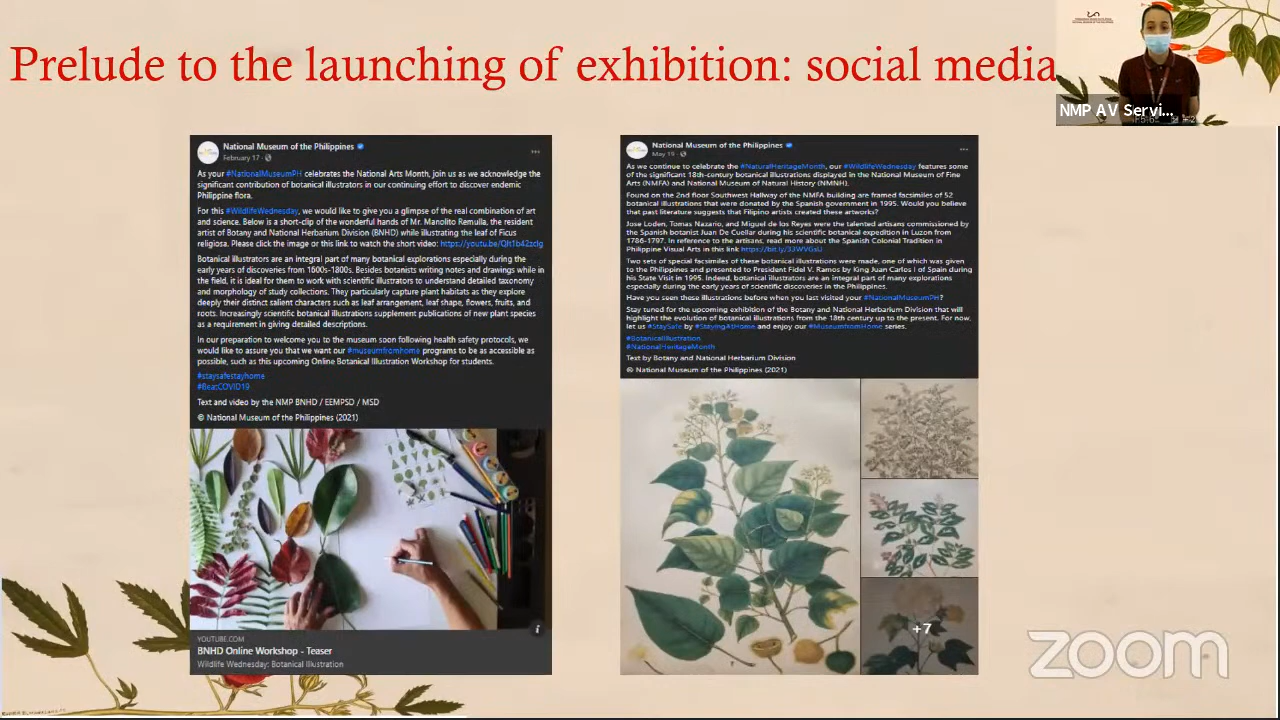 Prelude to the launching of exhibition: social media
NMP AV Servi...
National Museum of the Philippines
February 17
As your #NationalMuseumPH celebrates the National Arts Month, join us as we acknowledge the
significant contribution of botanical illustrators in our continuing effort to discover endemic
Philippine flora.
For this #WildlifeWednesday, we would like to give you a glimpse of the real combination of art
and science. Below is a short-clip of the wonderful hands of Mr. Manolito Remulla, the resident
artist of Botany and National Herbarium Division (BNHD) while illustrating the leaf of Ficus
religiosa. Please click the image or this link to watch the short video:
Botanical illustrators are an integral part of many botanical explorations especially during the
early years of discoveries from 1600s-1800s. Besides botanists writing notes and drawings while in
the field, it is ideal for them to work with scientific illustrators to understand detailed taxonomy
and morphology of study collections. They particularly capture plant habitats as they explore
deeply their distinct salient characters such as leaf arrangement, leaf shape, flowers, fruits, and
roots. Increasingly scientific botanical illustrations supplement publications of new plant species
as a requirement in giving detailed descriptions.
In our preparation to welcome you to the museum soon following health safety protocols, we
would like to assure you that we want our #museumfromhome programs to be as accessible as
possible, such as this upcoming Online Botanical Illustration Workshop for students.
#staysafestayhome
#BeatCOVID19
Text and video by the NMP BNHD / EEMPSD / MSD
© National Museum of the Philippines (2021)
YOUTUBE.COM
BNHD Online Workshop - Teaser
Wildlife Wednesday: Botanical Illustration
National Museum of the Philippines
May 19
As we continue to celebrate the #NaturalHeritageMonth, our #WildlifeWednesday features some
of the significant 18th-century botanical illustrations displayed in the National Museum of Fine
Arts (NMFA) and National Museum of Natural History (NMNH).
Found on the 2nd floor Southwest Hallway of the NMFA building are framed facsimiles of 52
botanical illustrations that were donated by the Spanish government in 1995. Would you believe
that past literature suggests that Filipino artists created these artworks?
Jose Loden, Tomas Nazario, and Miguel de los Reyes were the talented artisans commissioned by
the Spanish botanist Juan De Cuellar during his scientific botanical expedition in Luzon from
1786-1797. In reference to the artisans, read more about the Spanish Colonial Tradition in
Philippine Visual Arts in this link
Two sets of special facsimiles of these botanical illustrations were made, one of which was given
to the Philippines and presented to President Fidel V. Ramos by King Juan Carlos I of Spain during
his State Visit in 1995. Indeed, botanical illustrators are an integral part of many explorations
especially during the early years of scientific discoveries in the Philippines.
Have you seen these illustrations before when you last visited your #NationalMuseumPH?
Stay tuned for the upcoming exhibition of the Botany and National Herbarium Division that will
highlight the evolution of botanical illustrations from the 18th century up to the present. For now,
let us #StaySafe by #StayingAtHome and enjoy our #MuseumfromHome series.
#BotanicalIllustration
#NationalHeritageMonth
Text by Botany and National Herbarium Division
© National Museum of the Philippines (2021)
+7
zoom